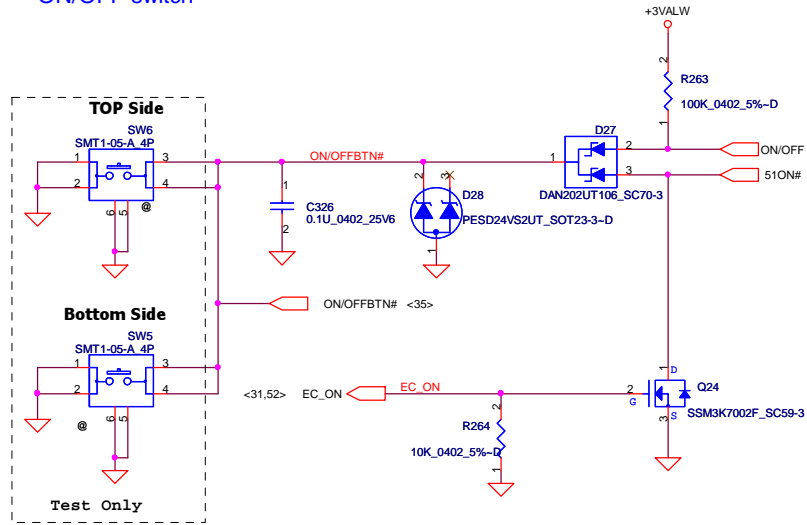 ON/OFF switch
+3VALW
2
R263
100K_0402_5%~D
1
TOP Side
SW6
SMT1-05-A_4P
1
2
3
4
6
5
@
ON/OFFBTN#
1
C326
0.1U_0402_25V6
2
2
3
D28
PESD24VS2UT_SOT23-3~D
1
D27
1
2
3
DAN202UT106_SC70-3
ON/OFF
51ON#
ON/OFFBTN# <35>
Bottom Side
SW5
SMT1-05-A_4P
1
2
3
4
6
5
@
<31,52> EC_ON
EC_ON
2
R264
10K_0402_5%~D
1
1
D
2
G
Q24
SSM3K7002F_SC59-3
3
S
Test Only